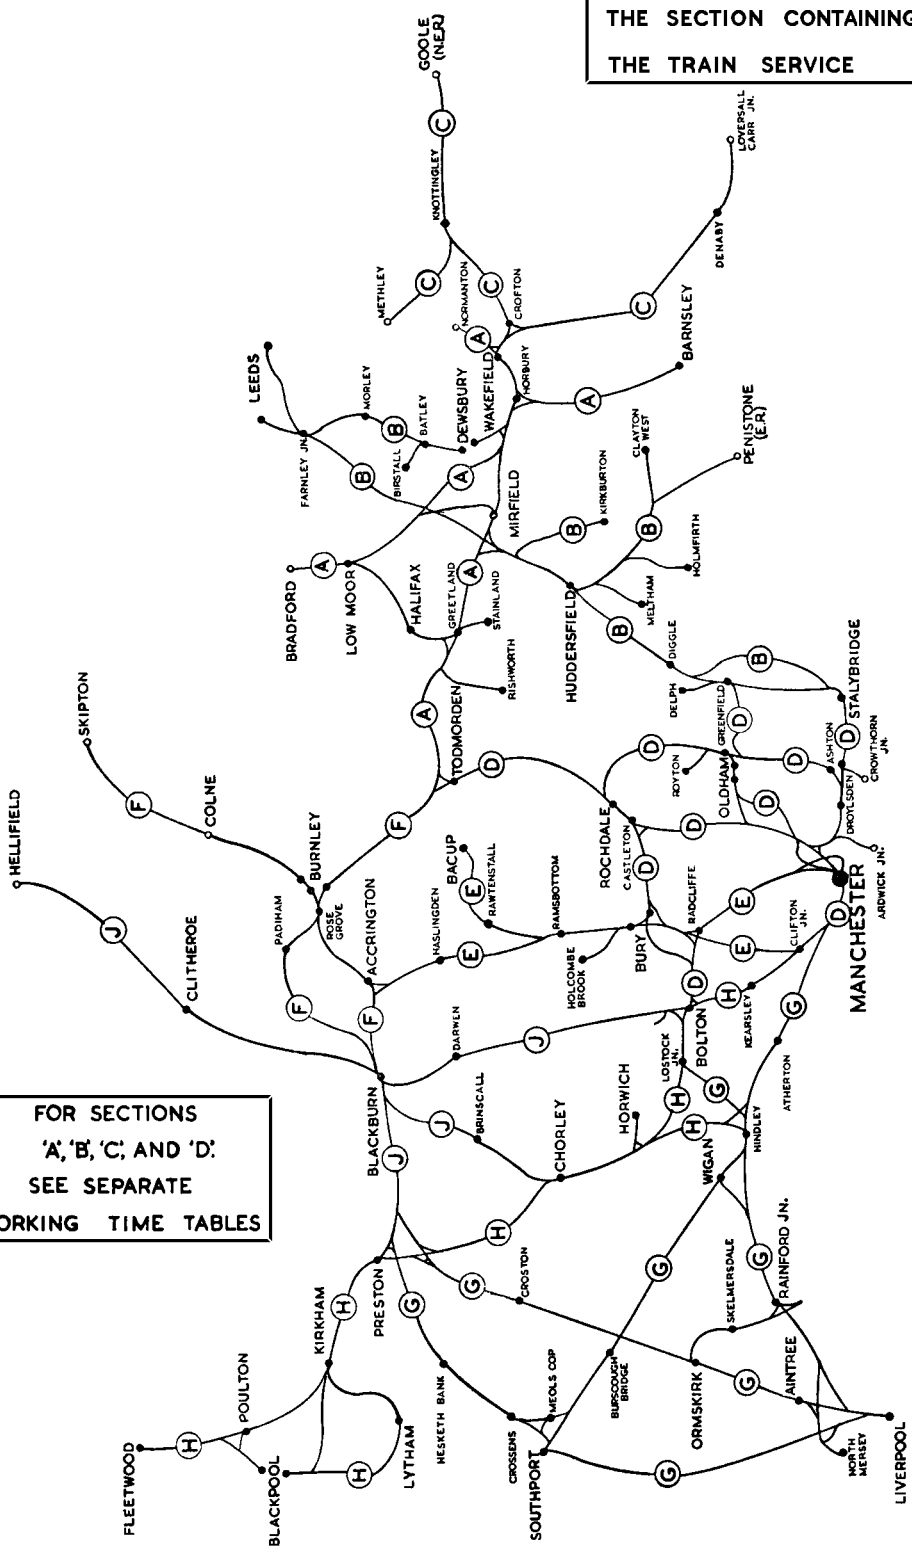 THE SECTION CONTAINING
THE TRAIN SERVICE
GOOLE
(N.E.R.)
C
KNOTTINGLEY
LOVERSALL
CARR JN.
METHLEY
C
C
NORMANTON
CROFTON
DENABY
C
LEEDS
A
WAKEFIELD
HORBURY
BARNSLEY
MORLEY
B
BATLEY
DEWSBURY
A
FARNLEY JN.
BIRSTALL
B
A
CLAYTON
WEST
PENISTONE
(E.R.)
MIRFIELD
KIRKBURTON
B
B
BRADFORD
A
LOW MOOR
HALIFAX
GREETLAND
A
STAINLAND
HOLMFIRTH
MELTHAM
HUDDERSFIELD
B
DIGGLE
B
RISHWORTH
A
TODMORDEN
DELPH
GREENFIELD
STALYBRIDGE
SKIPTON
F
COLNE
D
D
D
D
D
ROYTON
OLDHAM
ASHTON
CROWTHORN
JN.
DROYLSDEN
D
D
HELLIFIELD
J
BURNLEY
F
ROCHDALE
CASTLETON
D
BACUP
E
RAWTENSTALL
RAMSBOTTOM
RADCLIFFE
E
MANCHESTER
ARDWICK JN.
D
PADIHAM
ROSE
GROVE
ACCRINGTON
HASLINGDEN
E
HOLCOMBE
BROOK
BURY
E
CLIFTON
JN.
CLITHEROE
F
F
DARWEN
J
D
H
KEARSLEY
G
BOLTON
LOSTOCK
JN.
ATHERTON
BLACKBURN
J
BRINSCALL
J
CHORLEY
HORWICH
H
G
H
HINDLEY
WIGAN
FOR SECTIONS
'A', 'B', 'C', AND 'D'.
SEE SEPARATE
ORKING TIME TABLES
H
PRESTON
G
CROSTON
G
G
RAINFORD JN.
SKELMERSDALE
KIRKHAM
H
G
HESKETH BANK
MEOLS COP
BURSCOUGH
BRIDGE
ORMSKIRK
G
AINTREE
POULTON
H
FLEETWOOD
BLACKPOOL
H
LYTHAM
CROSSENS
SOUTHPORT
G
NORTH
MERSEY
LIVERPOOL